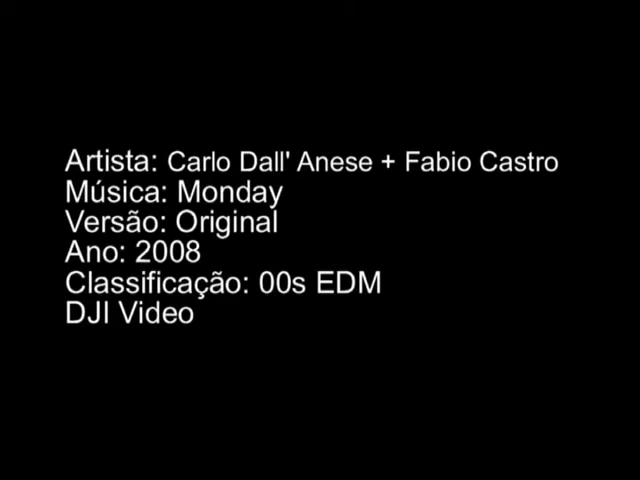 Artista: Carlo Dall' Anese + Fabio Castro
Música: Monday
Versão: Original
Ano: 2008
Classificação: 00s EDM
DJI Video